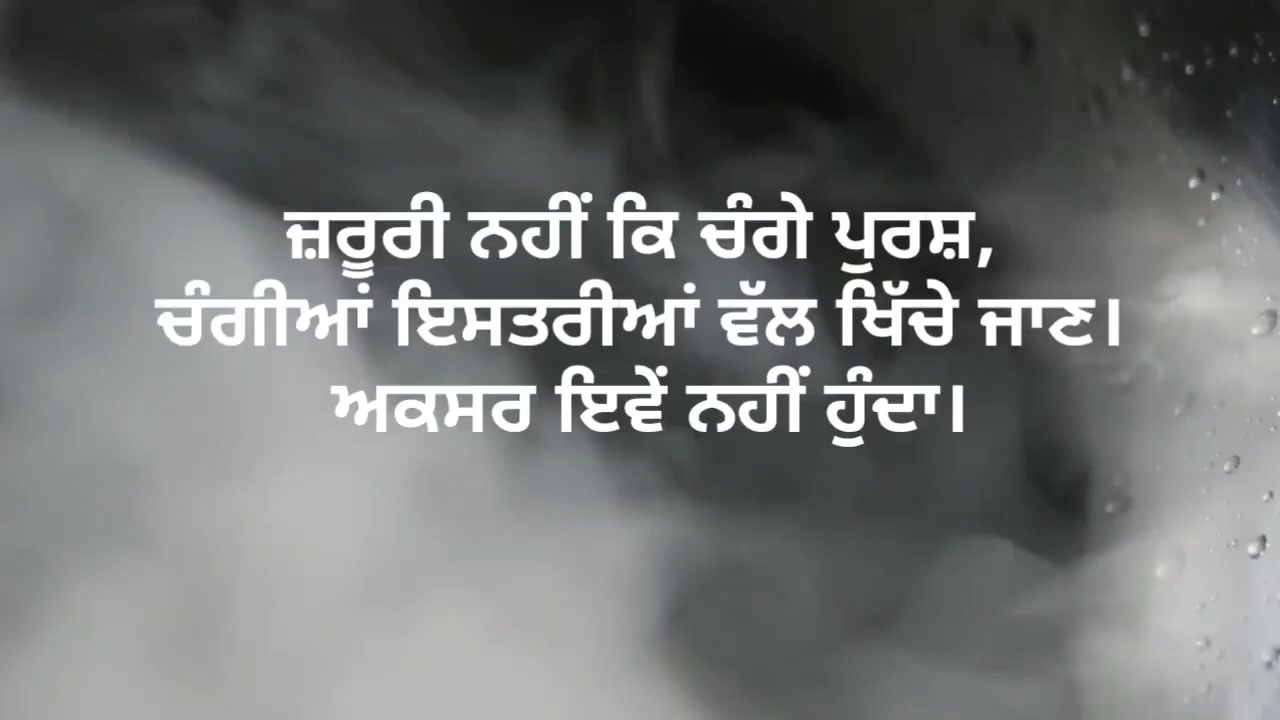 ਜ਼ਰੂਰੀ ਨਹੀਂ ਕਿ ਚੰਗੇ ਪੁਰਸ਼,
ਚੰਗੀਆਂ ਇਸਤਰੀਆਂ ਵੱਲ ਖਿੱਚੇ ਜਾਣ।
ਅਕਸਰ ਇਵੇਂ ਨਹੀਂ ਹੁੰਦਾ।